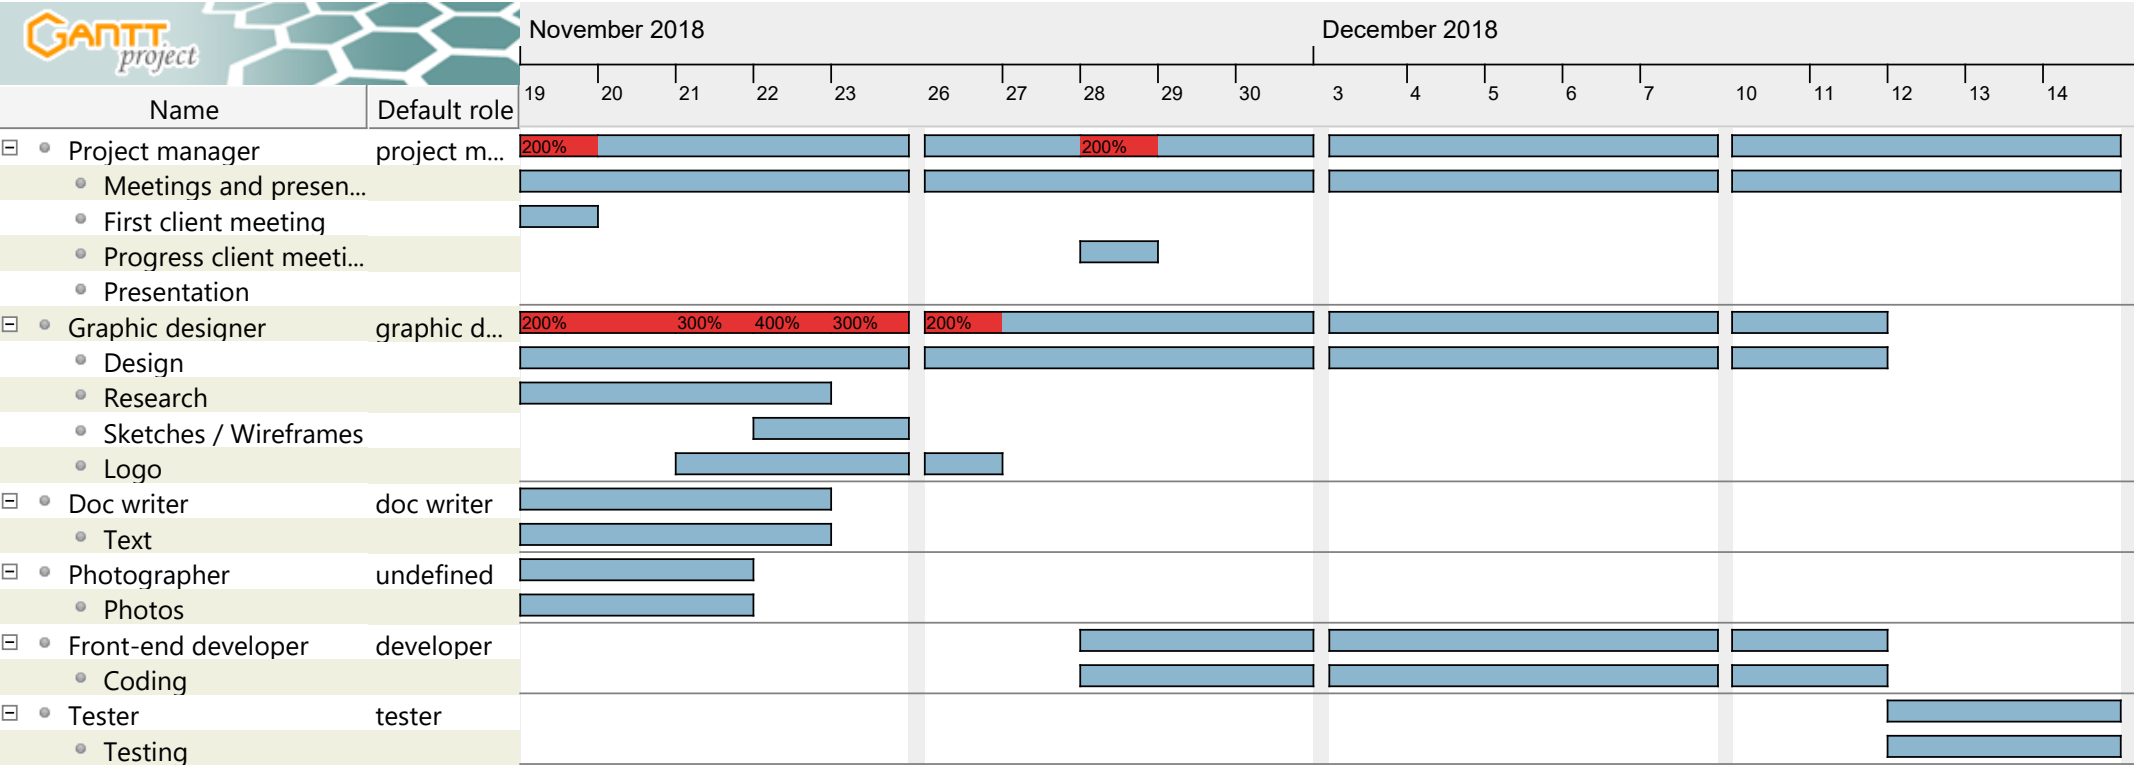 GANTT
project
November 2018
December 2018
Name
Default role
19 20 21 22 23 26 27 28 29 30 3 4 5 6 7 10 11 12 13 14
Project manager project m... 200% 200%
Meetings and presen...
First client meeting
Progress client meeti...
Presentation
Graphic designer graphic d... 200% 300% 400% 300% 200%
Design
Research
Sketches / Wireframes
Logo
Doc writer doc writer
Text
Photographer undefined
Photos
Front-end developer developer
Coding
Tester tester
Testing